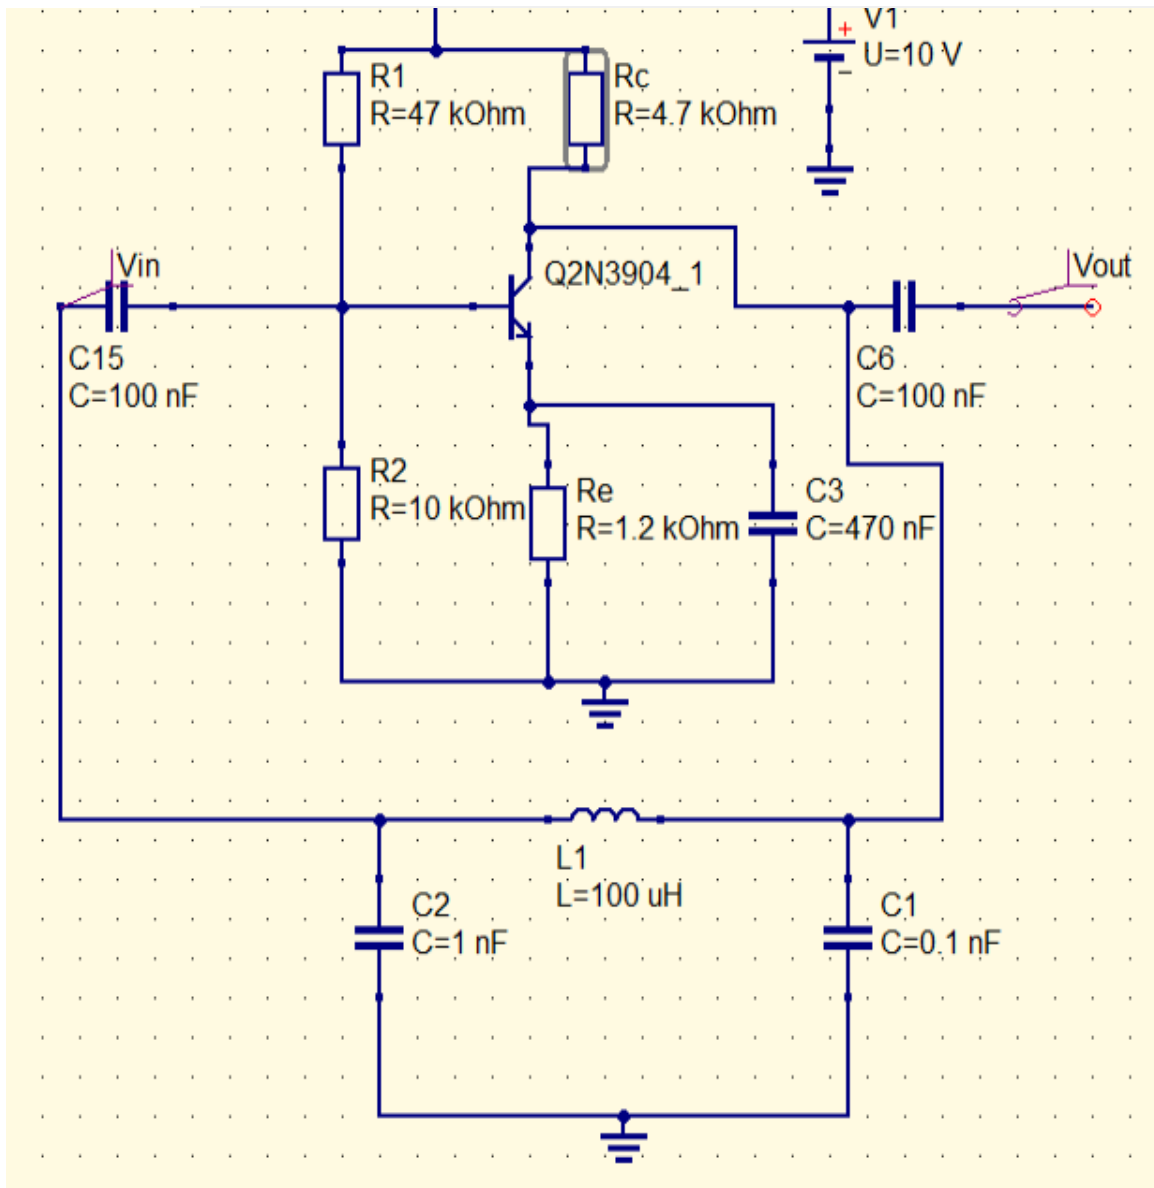 V1
U=10 V
R1
R=47 kOhm
Rc
R=4.7 kOhm
Vin
Q2N3904_1
Vout
C15
C=100 nF
C6
C=100 nF
R2
R=10 kOhm
Re
R=1.2 kOhm
C3
C=470 nF
L1
L=100 uH
C2
C=1 nF
C1
C=0.1 nF